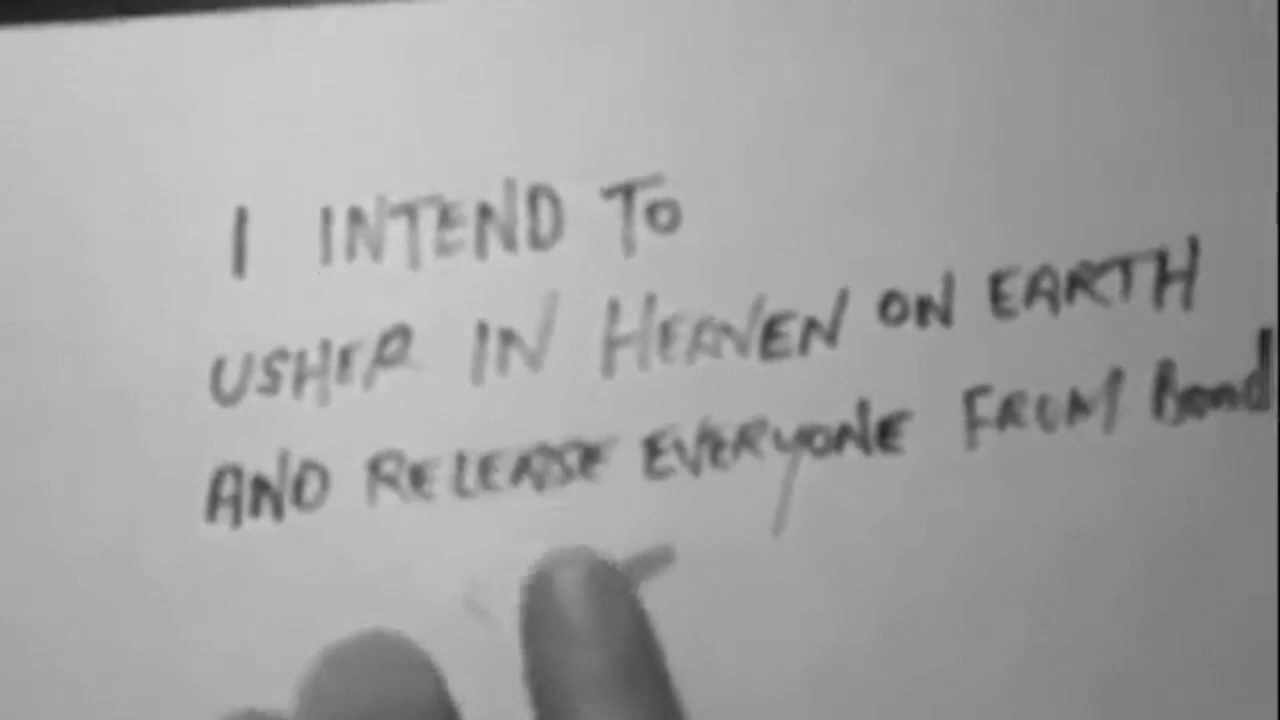 I INTEND TO
USHER IN HEAVEN ON EARTH
AND RELEASE EVERYONE FROM Bond